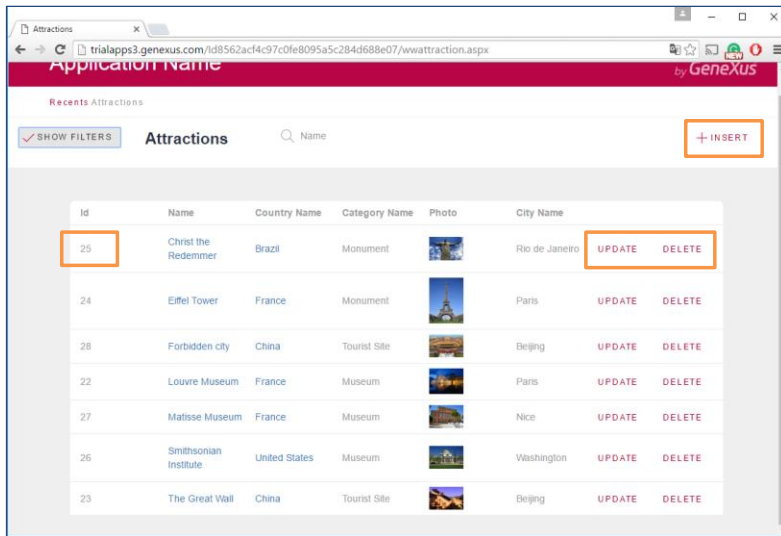 Attractions
trialapps3.genexus.com/Id8562acf4c97c0fe8095a5c284d688e07/wwattraction.aspx
NEW
Application Name
by GeneXus
Recents Attractions
SHOW FILTERS Attractions Name INSERT
Id Name Country Name Category Name Photo City Name
25 Christ the Redemmer Brazil Monument Rio de Janeiro UPDATE DELETE
24 Eiffel Tower France Monument Paris UPDATE DELETE
28 Forbidden city China Tourist Site Beijing UPDATE DELETE
22 Louvre Museum France Museum Paris UPDATE DELETE
27 Matisse Museum France Museum Nice UPDATE DELETE
26 Smithsonian Institute United States Museum Washington UPDATE DELETE
23 The Great Wall China Tourist Site Beijing UPDATE DELETE